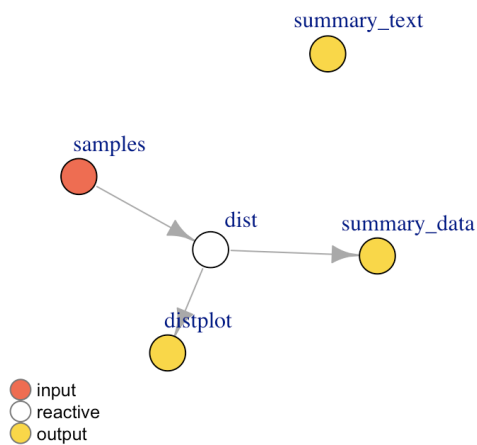 summary_text
samples
dist
summary_data
distplot
input
reactive
output